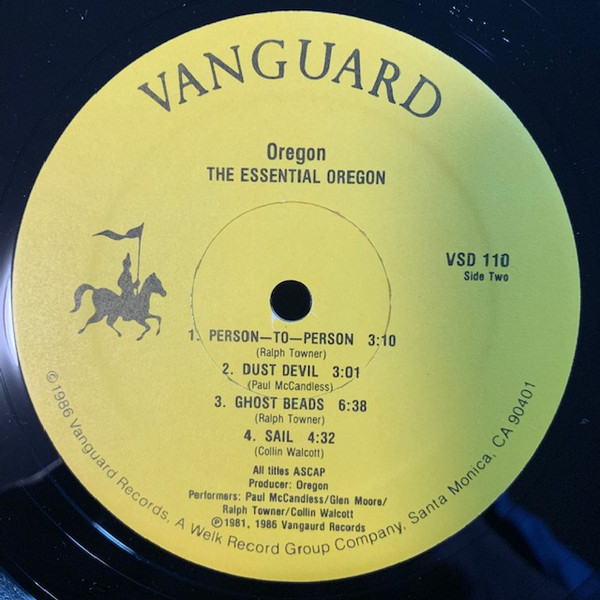 VANGUARD
Oregon
THE ESSENTIAL OREGON
VSD 110
Side Two
1. PERSON—TO—PERSON 3:10
(Ralph Towner)
2. DUST DEVIL 3:01
(Paul McCandless)
3. GHOST BEADS 6:38
(Ralph Towner)
4. SAIL 4:32
(Collin Walcott)
All titles ASCAP
Producer: Oregon
Performers: Paul McCandless/Glen Moore/
Ralph Towner/Collin Walcott
℗1981, 1986 Vangaurd Records
©1986 Vanguard Records, A Welk Record Group Company, Santa Monica, CA 90401